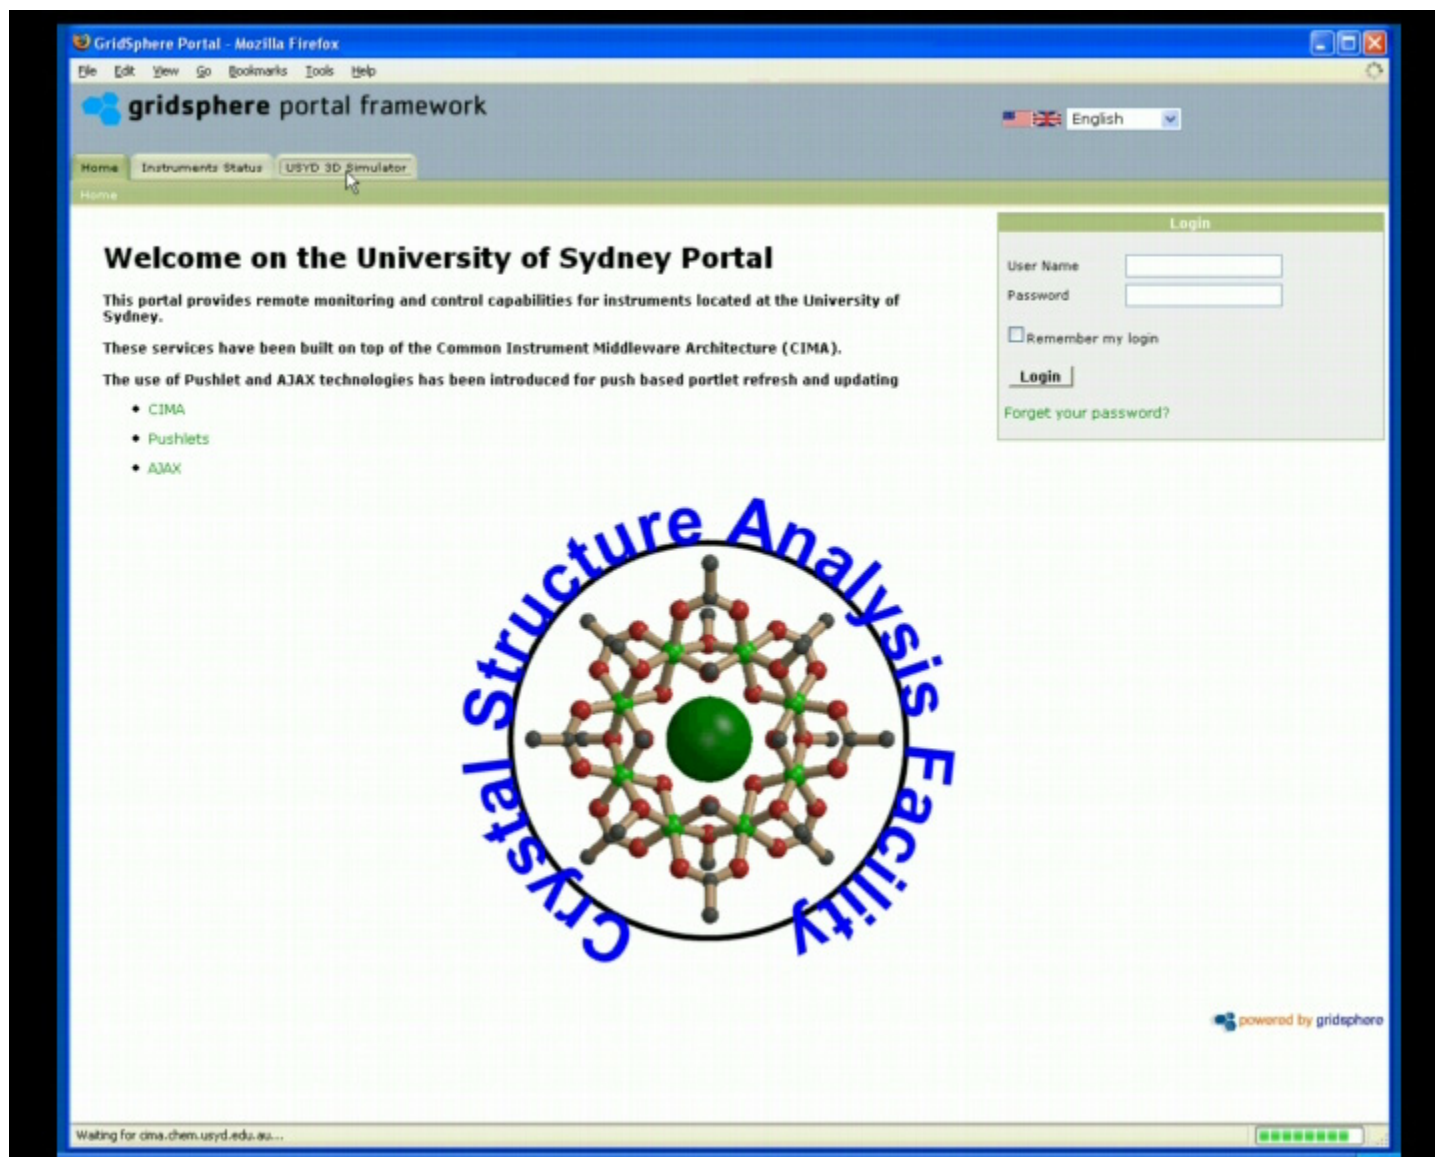 GridSphere Portal - Mozilla Firefox
File Edit View Go Bookmarks Tools Help
gridsphere portal framework
English
Home Instruments Status USYD 3D Simulator
Home
Login
Welcome on the University of Sydney Portal
This portal provides remote monitoring and control capabilities for instruments located at the University of
Sydney.
These services have been built on top of the Common Instrument Middleware Architecture (CIMA).
The use of Pushlet and AJAX technologies has been introduced for push based portlet refresh and updating
CIMA
Pushlets
AJAX
User Name
Password
Remember my login
Login
Forget your password?
Crystal Structure Analysis Facility
powered by gridsphere
Waiting for cima.chem.usyd.edu.au...